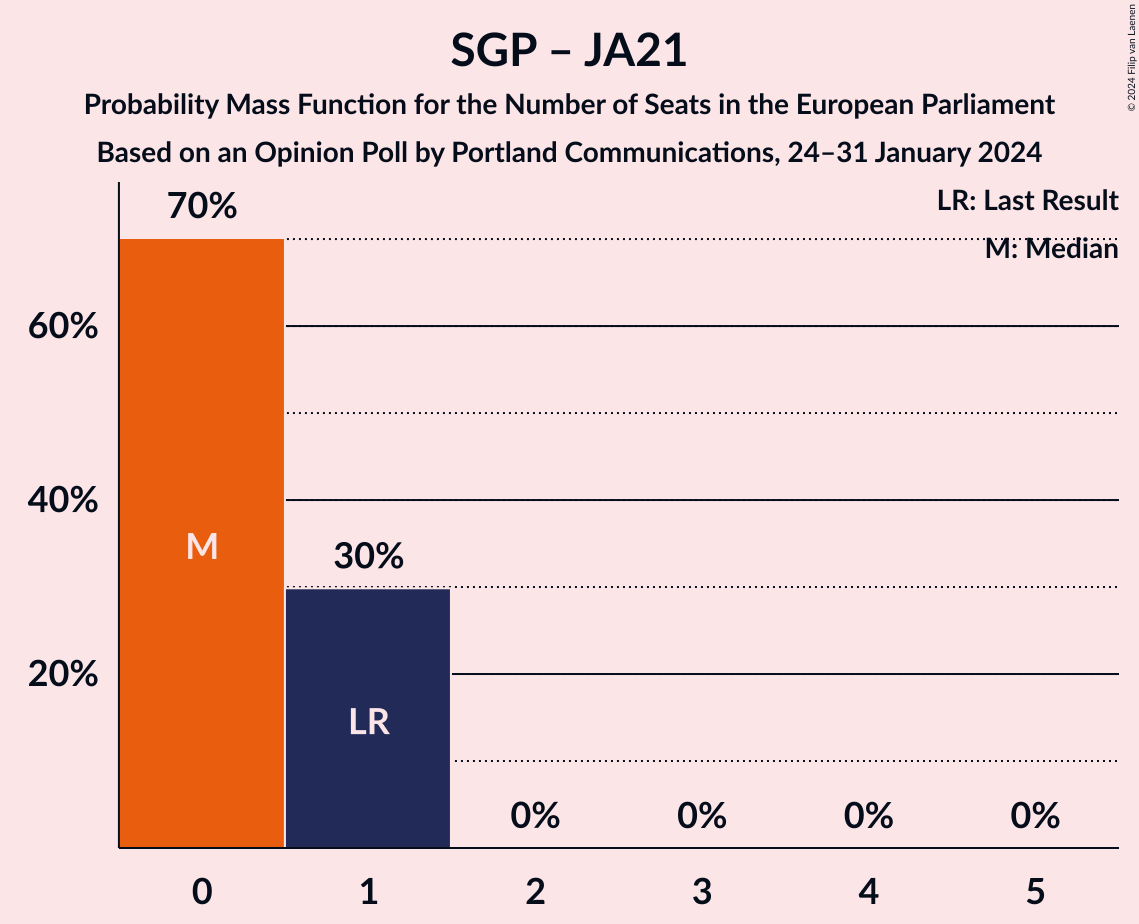 SGP – JA21
Probability Mass Function for the Number of Seats in the European Parliament
Based on an Opinion Poll by Portland Communications, 24–31 January 2024
© 2024 Filip van Laenen
LR: Last Result
M: Median
70%
60%
40%
30%
20%
M
LR
0%
0%
0%
0%
0
1
2
3
4
5